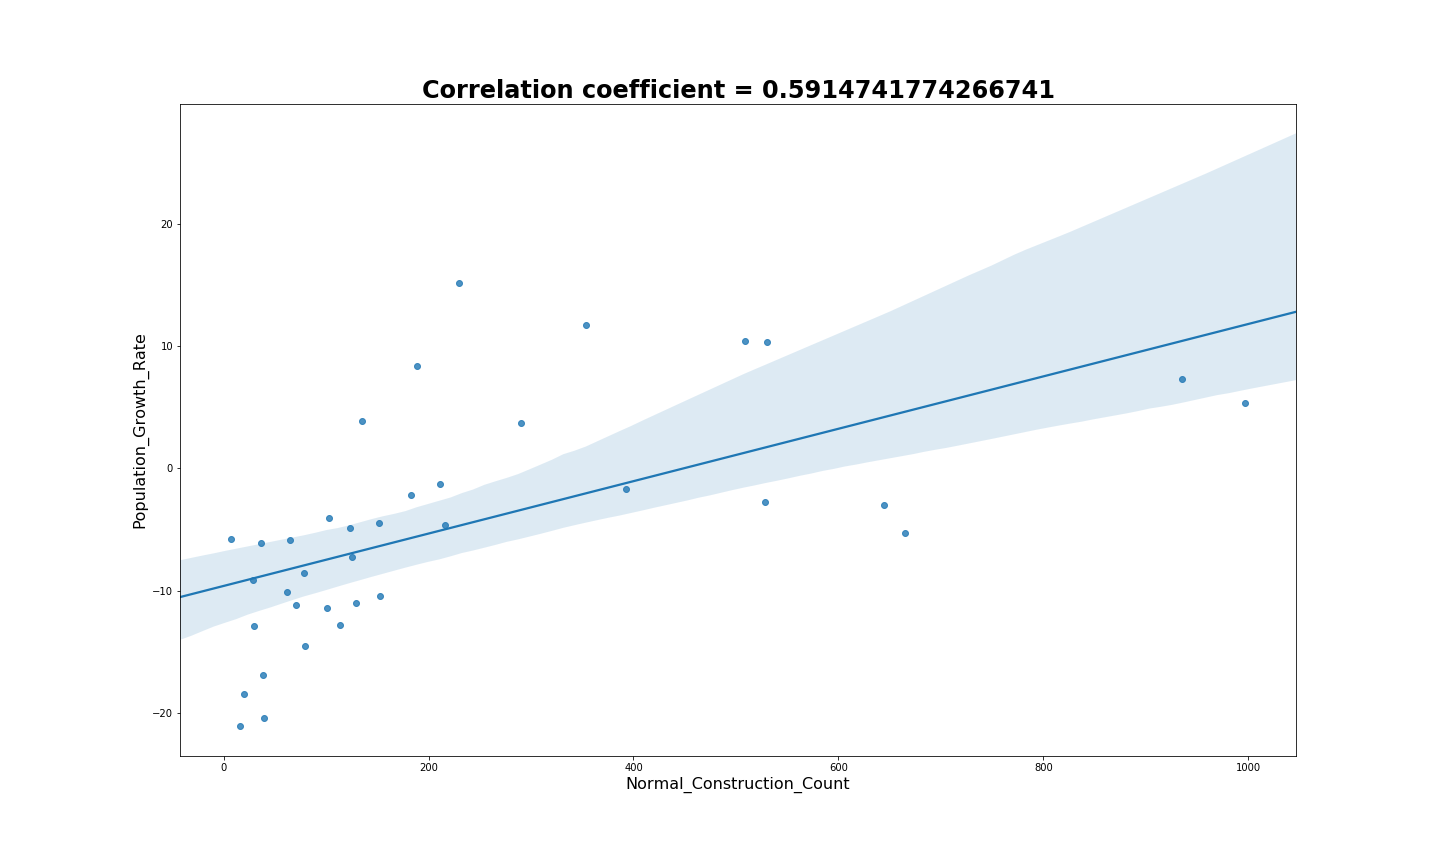 Correlation coefficient = 0.5914741774266741
20
10
0
−10
−20
Population_Growth_Rate
0 200 400 600 800 1000
Normal_Construction_Count